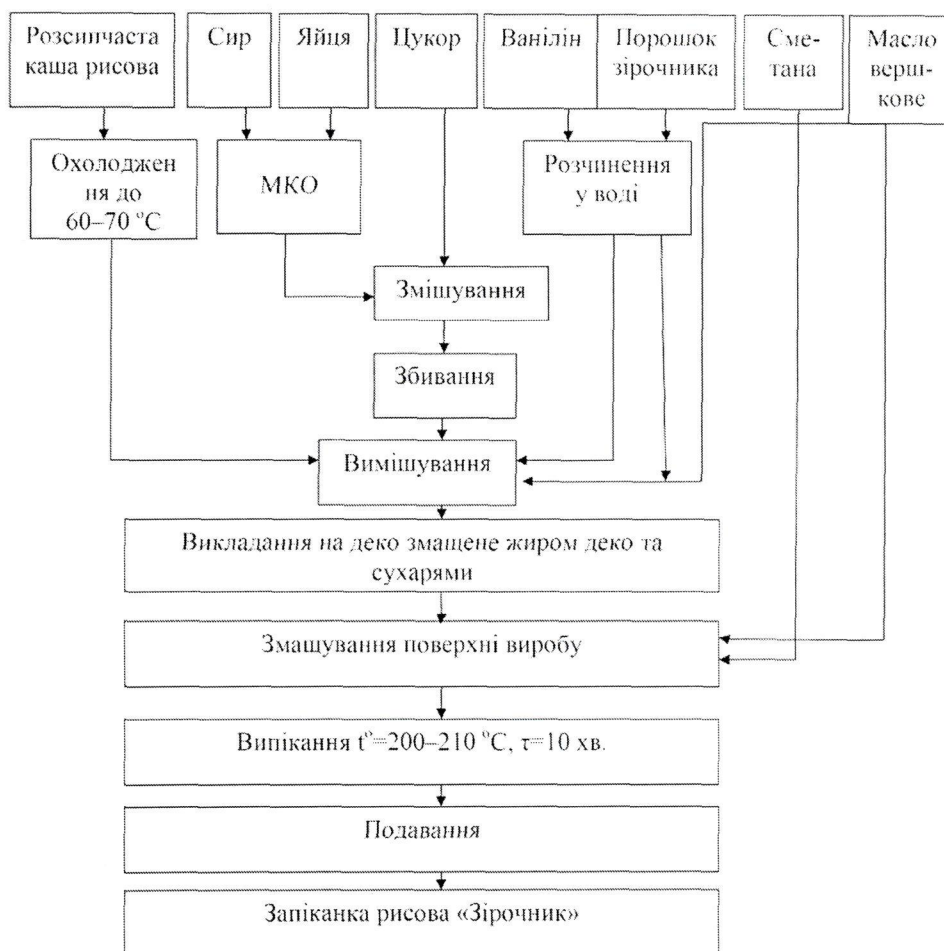 Розсипчаста
каша рисова
Сир
Яйця
Цукор
Ванілін
Порошок
зірочника
Сме-
тана
Масло
верш-
кове
Охолоджен
ня до
60–70 °С
МКО
Розчинення
у воді
Змішування
Збивання
Вимішування
Викладання на деко змащене жиром деко та
сухарями
Змащування поверхні виробу
Випікання t°=200–210 °С, τ=10 хв.
Подавання
Запіканка рисова «Зірочник»